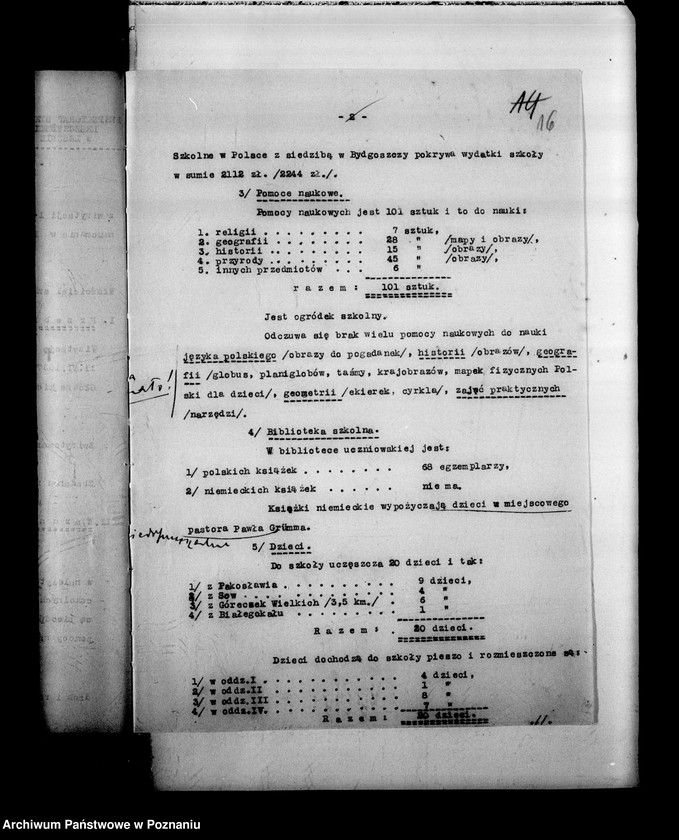 - 2 -
14
16
Szkolne w Polsce z siedzibą w Bydgoszczy pokrywa wydatki szkoły
w sumie 2112 zł. /2244 zł./.
3/ Pomoce naukowe.
Pomocy naukowych jest 101 sztuk i to do nauki:
1. religii . . . . . . . . . 7 sztuk,
2. geografii . . . . . . . . 28 " /mapy i obrazy/,
3. historii . . . . . . . . . 15 " /obrazy/,
4. przyrody . . . . . . . . 45 " /obrazy/,
5. innych przedmiotów . . . 6 "
r a z e m : 101 sztuk.
Jest ogródek szkolny.
Odczuwa się brak wielu pomocy naukowych do nauki
języka polskiego /obrazy do pogadanek/, historii /obrazów/, geogra-
fii /globus, planiglobów, taśmy, krajobrazów, mapek fizycznych Pol-
ski dla dzieci/, geometrii /ekierek, cyrkla/, zajęć praktycznych
/narzędzi/.
4/ Biblioteka szkolna.
W bibliotece uczniowskiej jest:
1/ polskich książek . . . . . . . . 68 egzemplarzy,
2/ niemieckich książek . . . . . . nie ma.
Książki niemieckie wypożyczają dzieci w miejscowego
pastora Pawła Grümma.
5/ Dzieci.
Do szkoły uczęszcza 20 dzieci i tak:
1/ z Pakosławia . . . . . . . . . . 9 dzieci,
2/ z Sow . . . . . . . . . . . . . 4 "
3/ z Góreczek Wielkich /3,5 km./ . 6 "
4/ z Białegokału . . . . . . . . . 1 "
R a z e m : 20 dzieci.
Dzieci dochodzą do szkoły pieszo i rozmieszczone są:
1/ w oddz.I . . . . . . . . . . . . 4 dzieci,
2/ w oddz.II . . . . . . . . . . . 1 "
3/ w oddz.III . . . . . . . . . . . 8 "
4/ w oddz.IV. . . . . . . . . . . . 7 "
R a z e m : 20 dzieci.
Archiwum Państwowe w Poznaniu